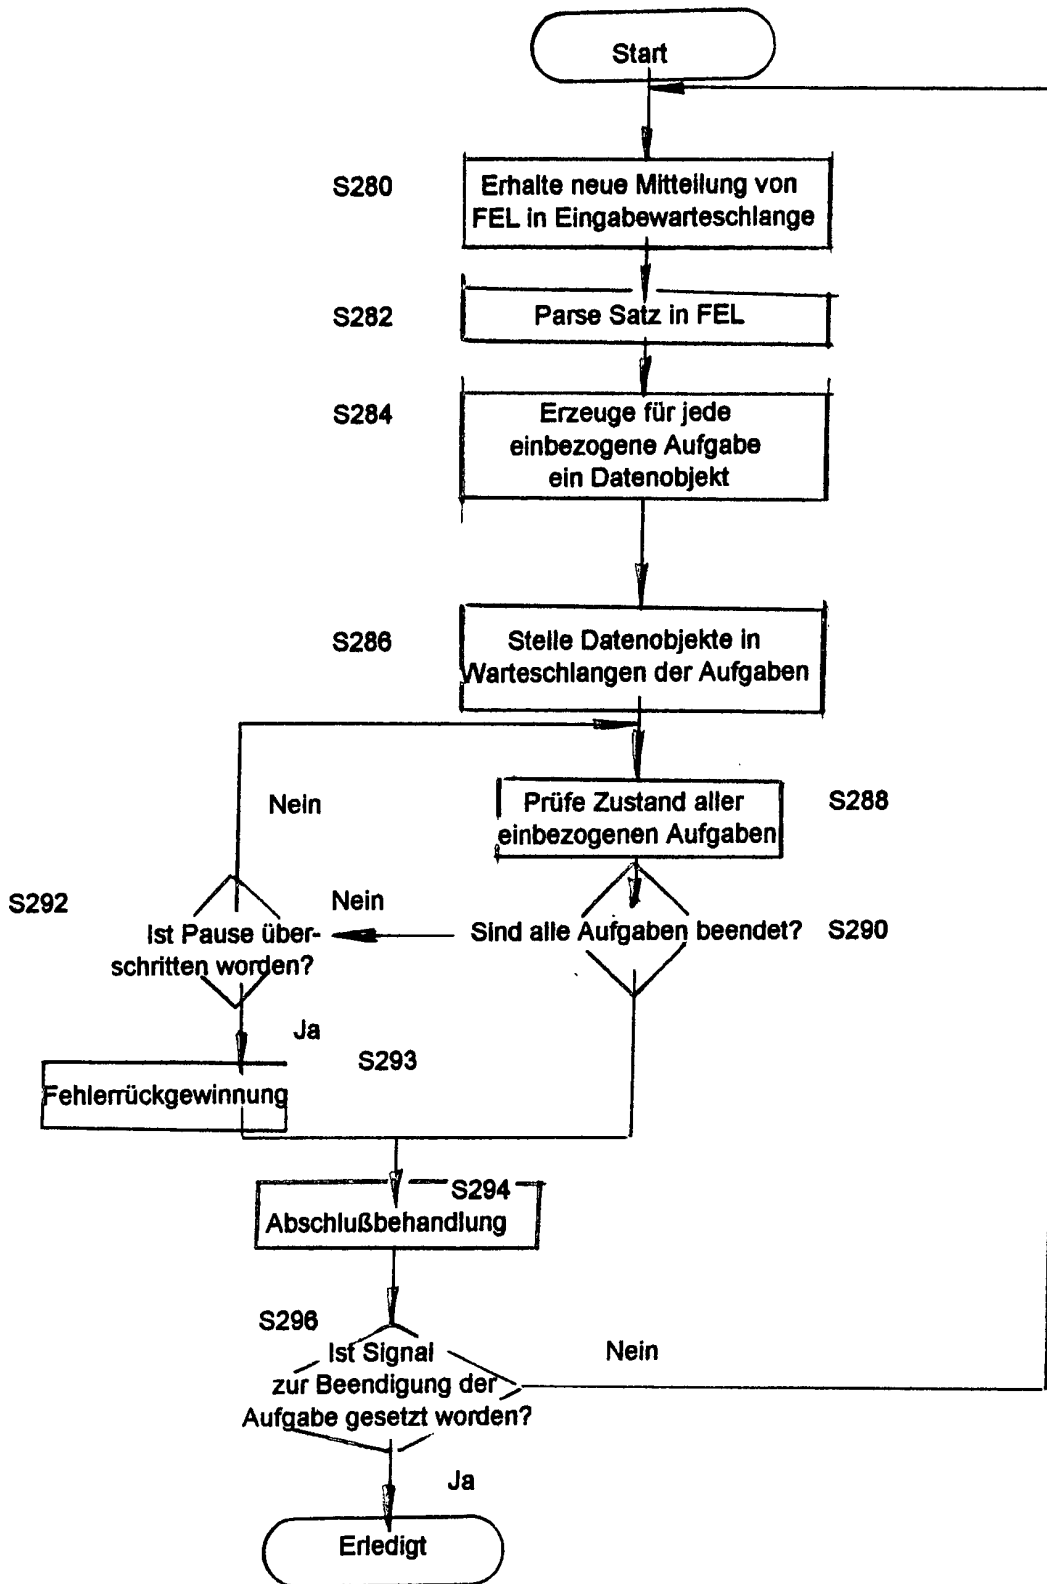 Start
S280
Erhalte neue Mitteilung von
FEL in Eingabewarteschlange
S282
Parse Satz in FEL
S284
Erzeuge für jede
einbezogene Aufgabe
ein Datenobjekt
S286
Stelle Datenobjekte in
Warteschlangen der Aufgaben
Nein
Prüfe Zustand aller
einbezogenen Aufgaben
S288
S292
Nein
Ist Pause über-
schritten worden?
Sind alle Aufgaben beendet?
S290
Ja
S293
Fehlerrückgewinnung
S294
Abschlußbehandlung
S296
Ist Signal
zur Beendigung der
Aufgabe gesetzt worden?
Nein
Ja
Erledigt